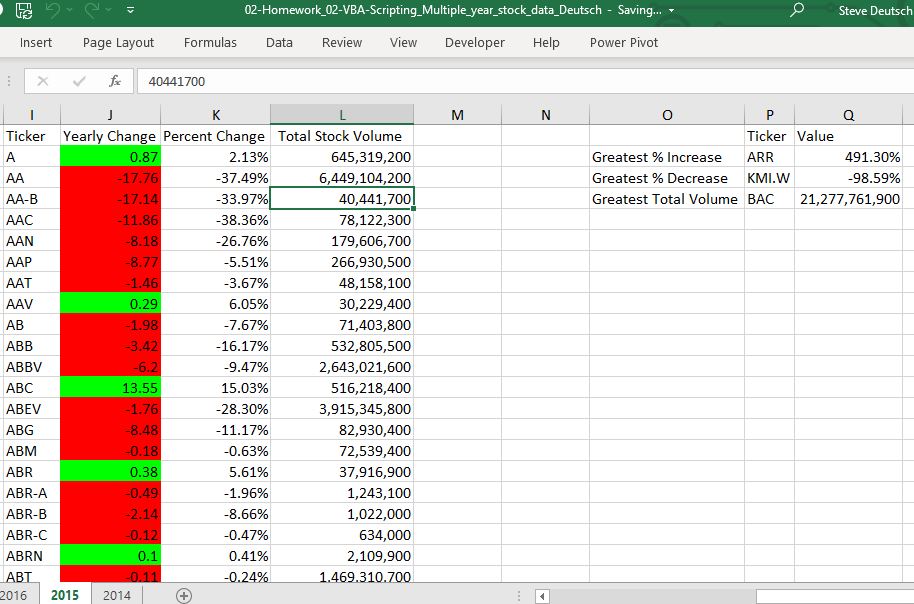 02-Homework_02-VBA-Scripting_Multiple_year_stock_data_Deutsch - Saving... Steve Deutsch
Insert Page Layout Formulas Data Review View Developer Help Power Pivot
fx 40441700
I J K L M N O P Q
Ticker Yearly Change Percent Change Total Stock Volume Ticker Value
A 0.87 2.13% 645,319,200 Greatest % Increase ARR 491.30%
AA -17.76 -37.49% 6,449,104,200 Greatest % Decrease KMI.W -98.59%
AA-B -17.14 -33.97% 40,441,700 Greatest Total Volume BAC 21,277,761,900
AAC -11.86 -38.36% 78,122,300
AAN -8.18 -26.76% 179,606,700
AAP -8.77 -5.51% 266,930,500
AAT -1.46 -3.67% 48,158,100
AAV 0.29 6.05% 30,229,400
AB -1.98 -7.67% 71,403,800
ABB -3.42 -16.17% 532,805,500
ABBV -6.2 -9.47% 2,643,021,600
ABC 13.55 15.03% 516,218,400
ABEV -1.76 -28.30% 3,915,345,800
ABG -8.48 -11.17% 82,930,400
ABM -0.18 -0.63% 72,539,400
ABR 0.38 5.61% 37,916,900
ABR-A -0.49 -1.96% 1,243,100
ABR-B -2.14 -8.66% 1,022,000
ABR-C -0.12 -0.47% 634,000
ABRN 0.1 0.41% 2,109,900
ABT -0.11 -0.24% 1,469,310,700
2016 2015 2014